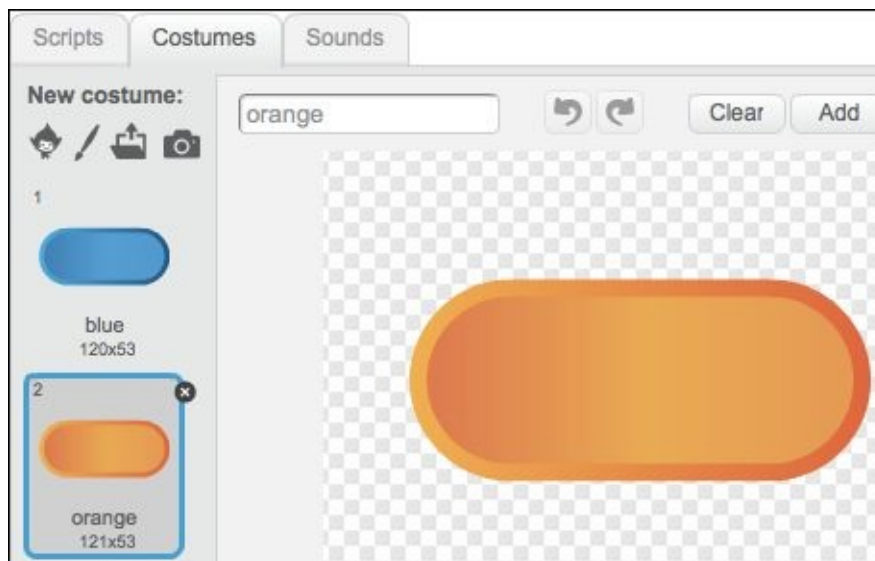 Scripts Costumes Sounds
New costume:
orange Clear Add
1
blue
120x53
2
orange
121x53